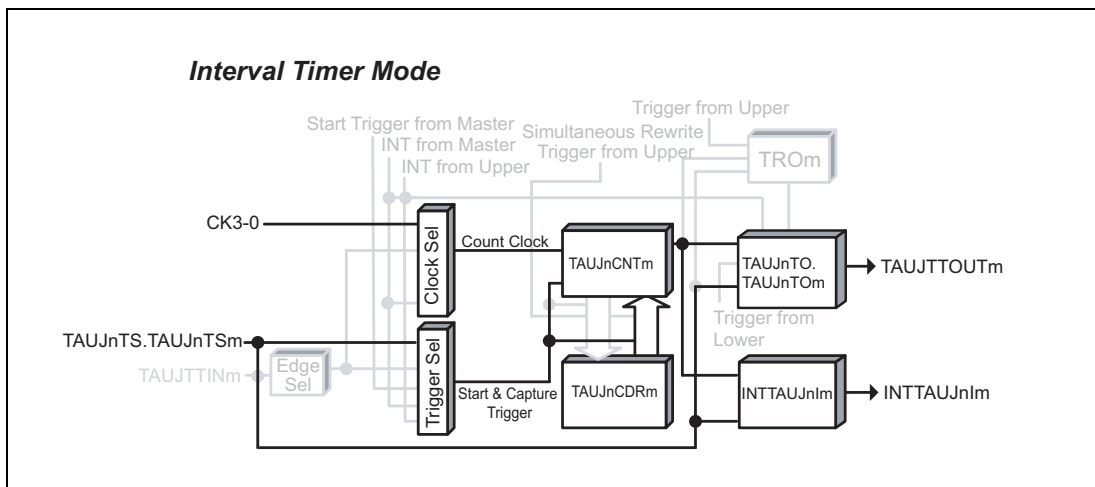 Interval Timer Mode
Trigger from Upper
Start Trigger from Master
Simultaneous Rewrite
INT from Master
Trigger from Upper
INT from Upper
TROm
CK3-0
Clock Sel
Count Clock
TAUJnCNTm
TAUJnTO.
TAUJnTOm
TAUJTTOUTm
Trigger from
Lower
TAUJnTS.TAUJnTSm
TAUJTTINm
Edge
Sel
Trigger Sel
Start & Capture
Trigger
TAUJnCDRm
INTTAUJnIm
INTTAUJnIm